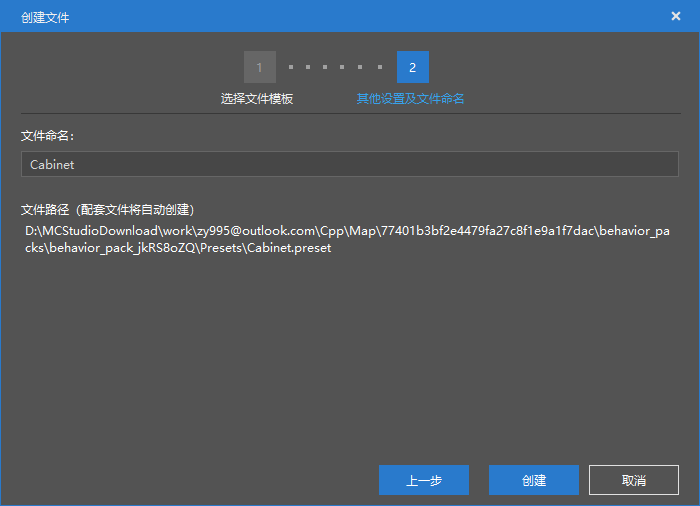 创建文件
1
2
选择文件模板
其他设置及文件命名
文件命名：
Cabinet
文件路径（配套文件将自动创建）
D:\MCStudioDownload\work\zy995@outlook.com\Cpp\Map\77401b3bf2e4479fa27c8f1e9a1f7dac\behavior_pa
cks\behavior_pack_jkRS8oZQ\Presets\Cabinet.preset
上一步
创建
取消